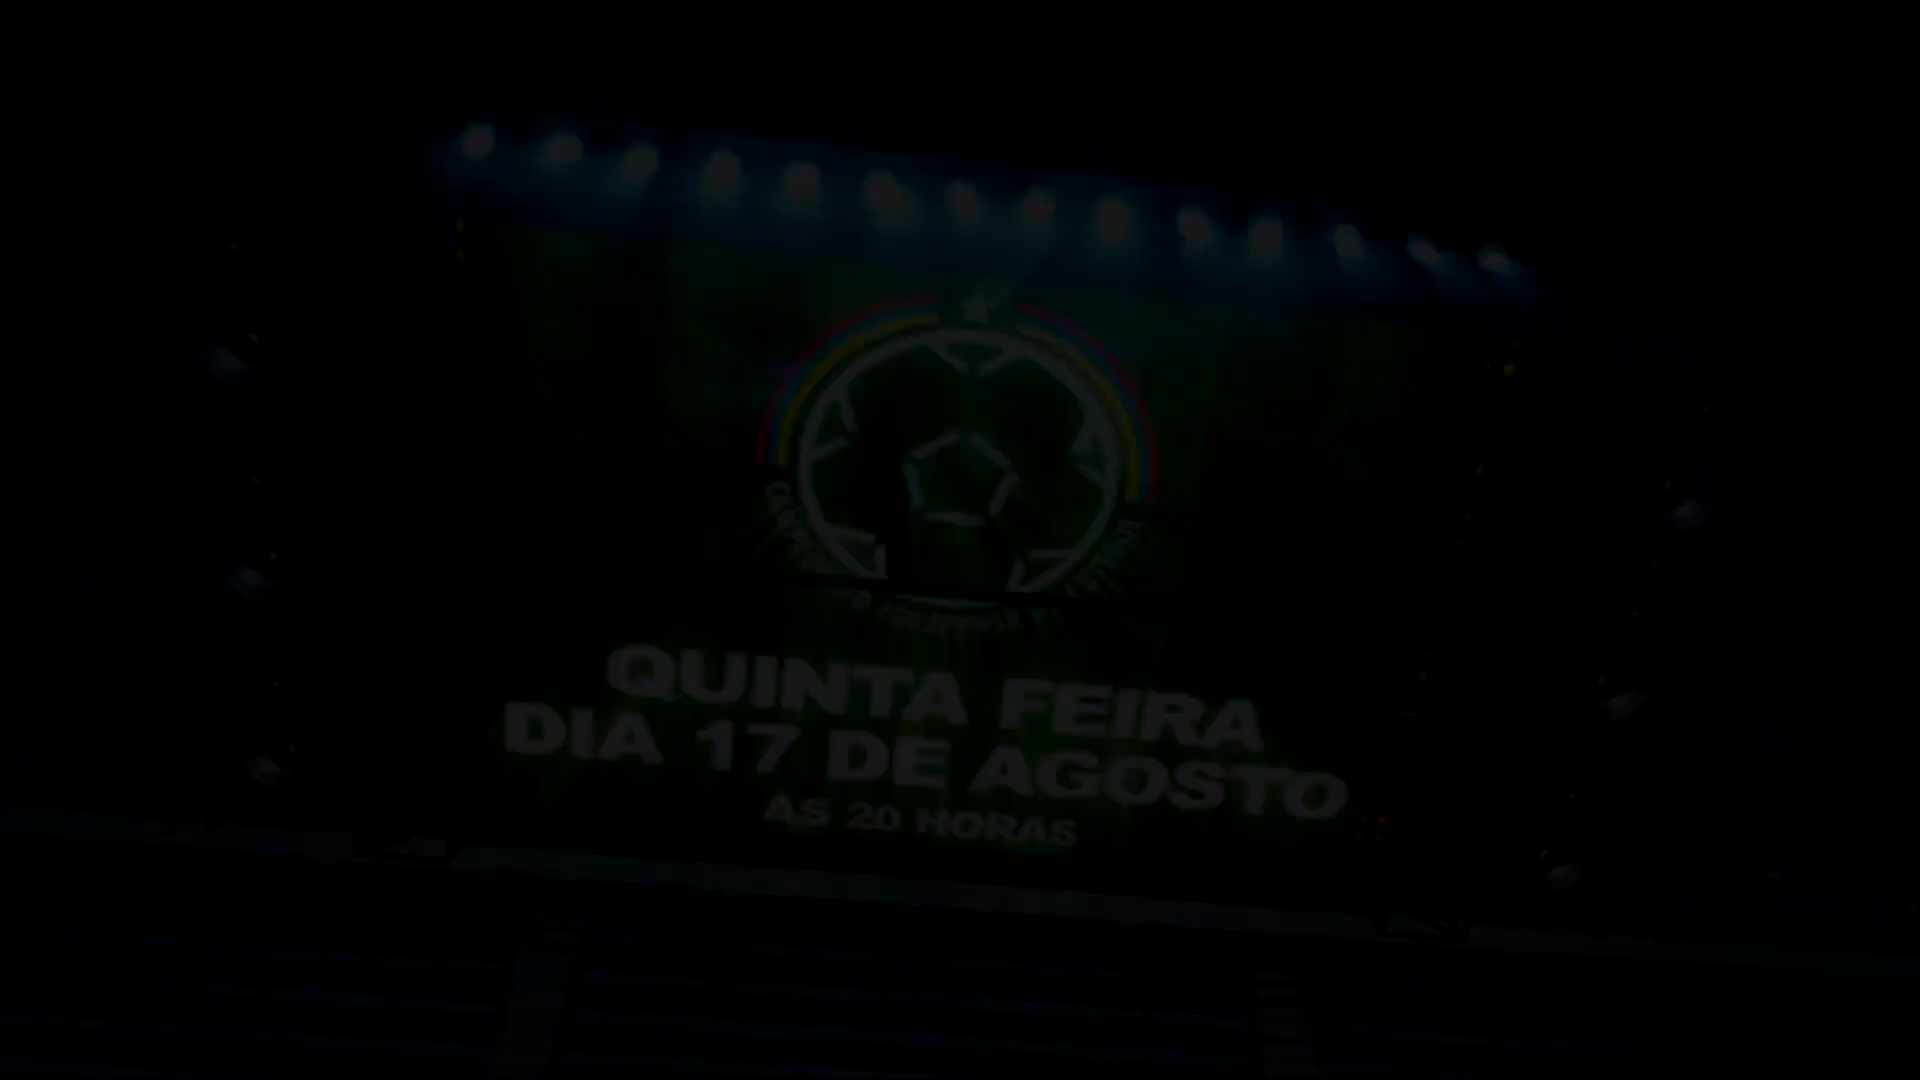 QUINTA FEIRA
DIA 17 DE AGOSTO
AS 20 HORAS